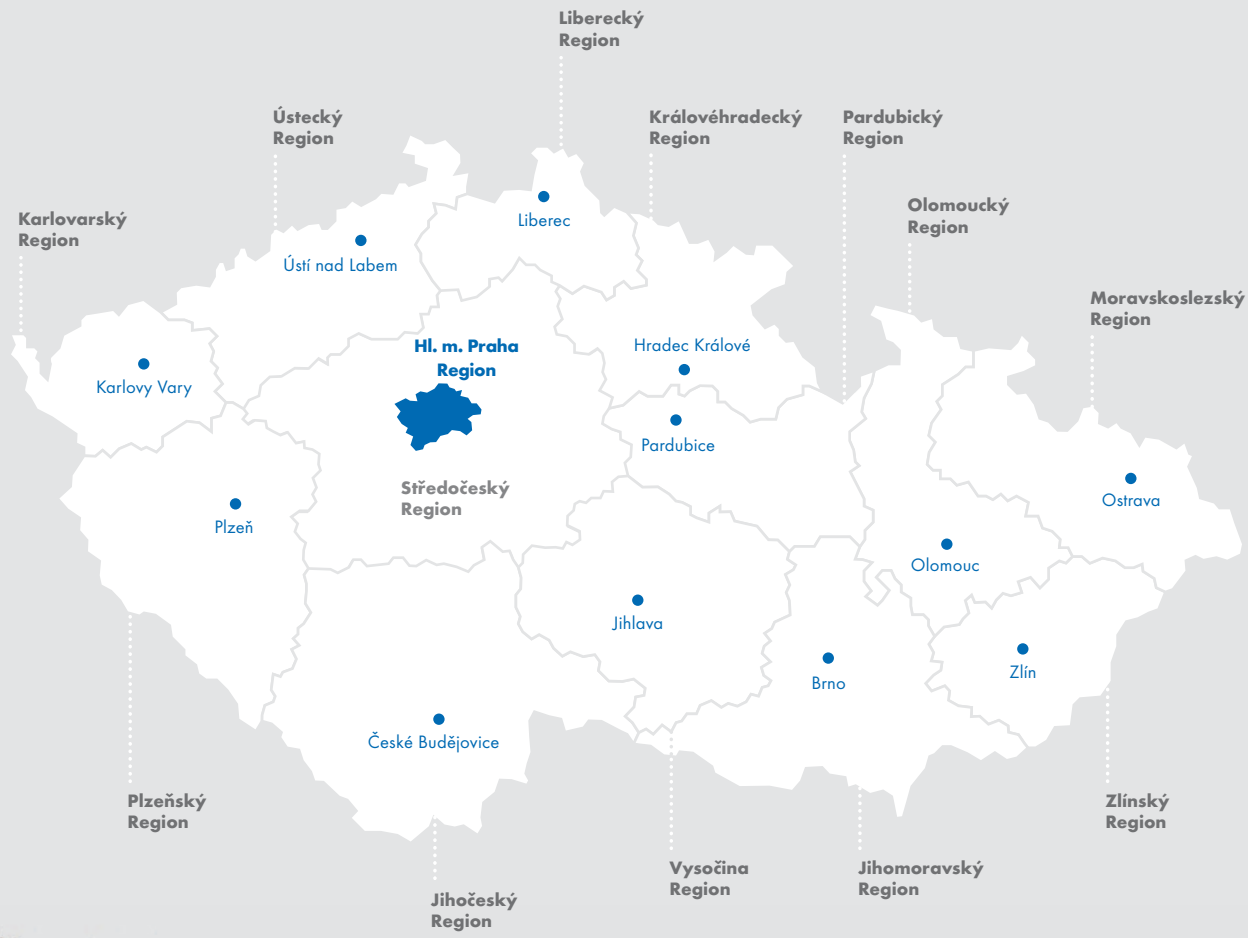 Liberecký
Region
Ústecký
Region
Královéhradecký
Region
Pardubický
Region
Karlovarský
Region
Olomoucký
Region
Liberec
Ústí nad Labem
Moravskoslezský
Region
Hl. m. Praha
Region
Hradec Králové
Karlovy Vary
Pardubice
Středočeský
Region
Ostrava
Plzeň
Olomouc
Jihlava
Zlín
Brno
České Budějovice
Plzeňský
Region
Zlínský
Region
Vysočina
Region
Jihomoravský
Region
Jihočeský
Region